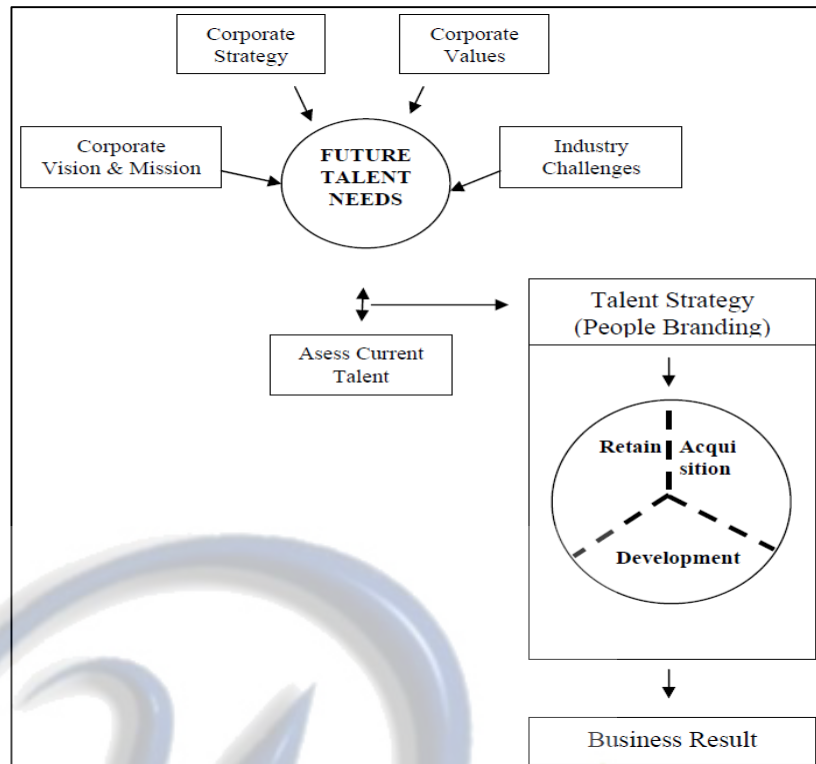 Corporate
Strategy
Corporate
Values
Corporate
Vision & Mission
FUTURE
TALENT
NEEDS
Industry
Challenges
Asess Current
Talent
Talent Strategy
(People Branding)
Retain
Acqui
sition
Development
Business Result